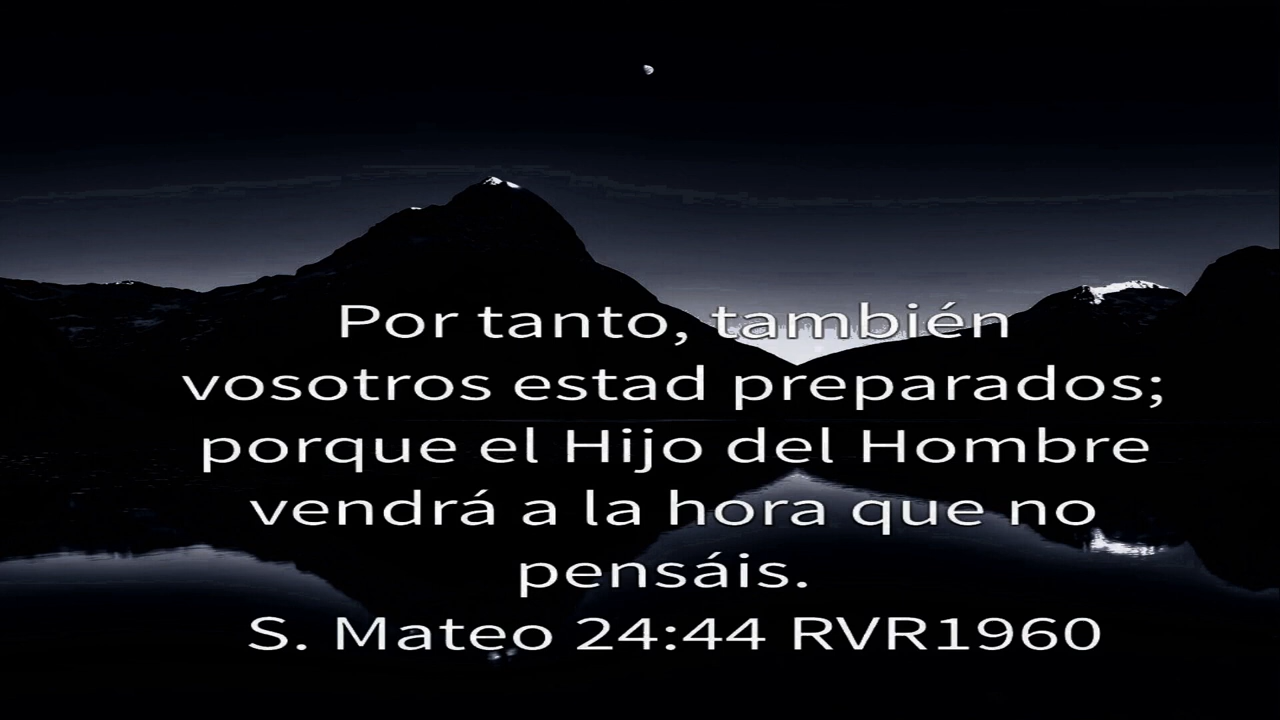 Por tanto, también
vosotros estad preparados;
porque el Hijo del Hombre
vendrá a la hora que no
pensáis.
S. Mateo 24:44 RVR1960